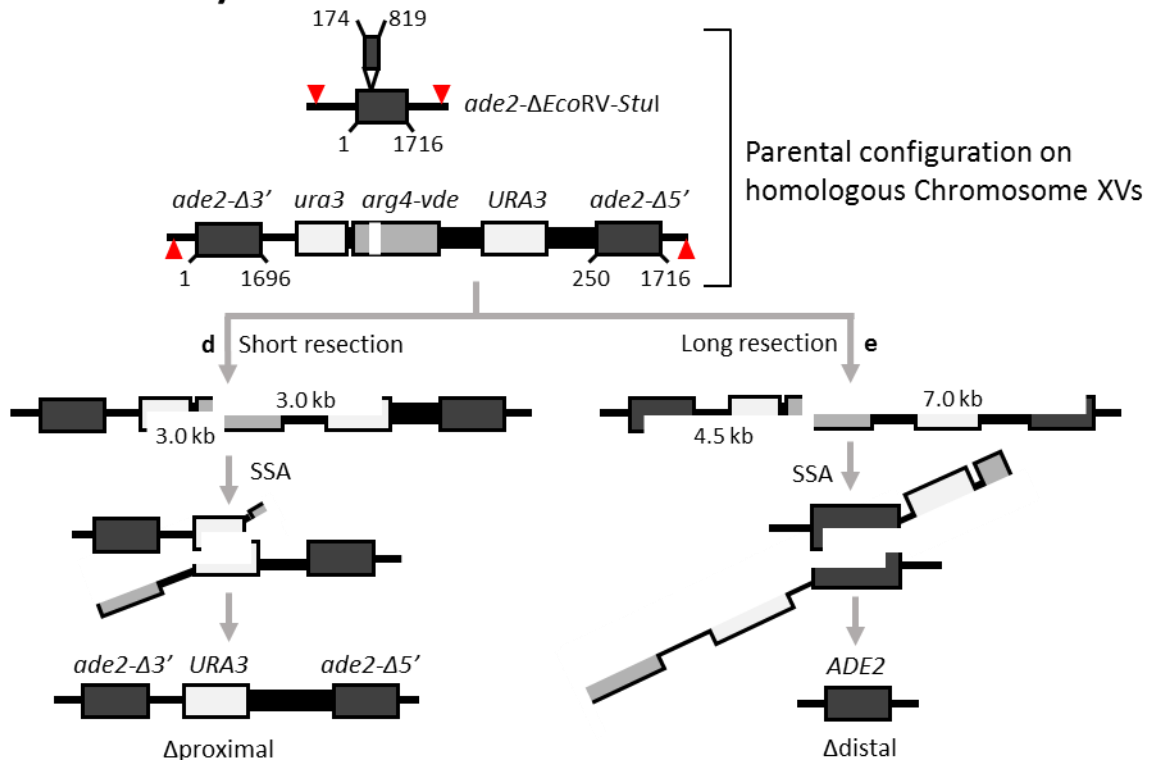 174 819
ade2-ΔEcoRV-StuI
1 1716
Parental configuration on
homologous Chromosome XVs
ade2-Δ3’ ura3 arg4-vde URA3 ade2-Δ5’
1 1696 250 1716
d Short resection Long resection e
3.0 kb 7.0 kb
3.0 kb 4.5 kb
SSA SSA
ade2-Δ3’ URA3 ade2-Δ5’ ADE2
Δproximal Δdistal